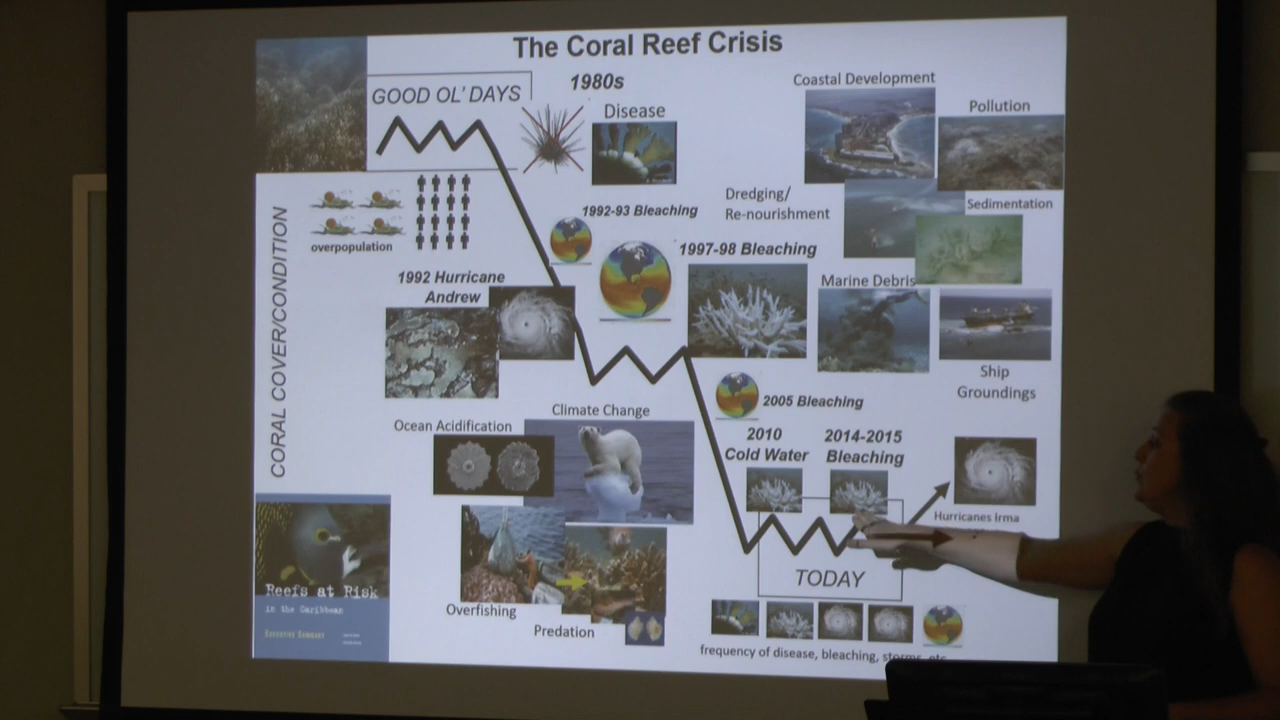 The Coral Reef Crisis
GOOD OL' DAYS
1980s
Disease
Coastal Development
Pollution
overpopulation
1992-93 Bleaching
Dredging/
Re-nourishment
Sedimentation
1992 Hurricane
Andrew
1997-98 Bleaching
Marine Debris
Ship
Groundings
CORAL COVER/CONDITION
2005 Bleaching
Climate Change
Ocean Acidification
2010
Cold Water
2014-2015
Bleaching
Hurricanes Irma
TODAY
Overfishing
Predation
Reefs at Risk
in the Caribbean
EXECUTIVE SUMMARY
frequency of disease, bleaching, storms, etc